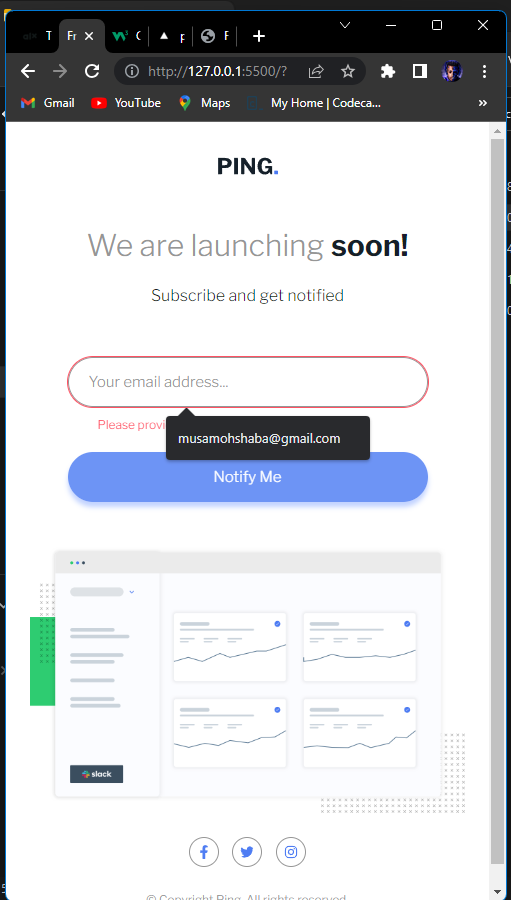 T
Fr
C
F
http://127.0.0.1:5500/?
Gmail
YouTube
Maps
My Home | Codeca...
»
PING.
We are launching soon!
Subscribe and get notified
Your email address...
Please provi
musamohshaba@gmail.com
Notify Me
slack
© Copyright Ping. All rights reserved.